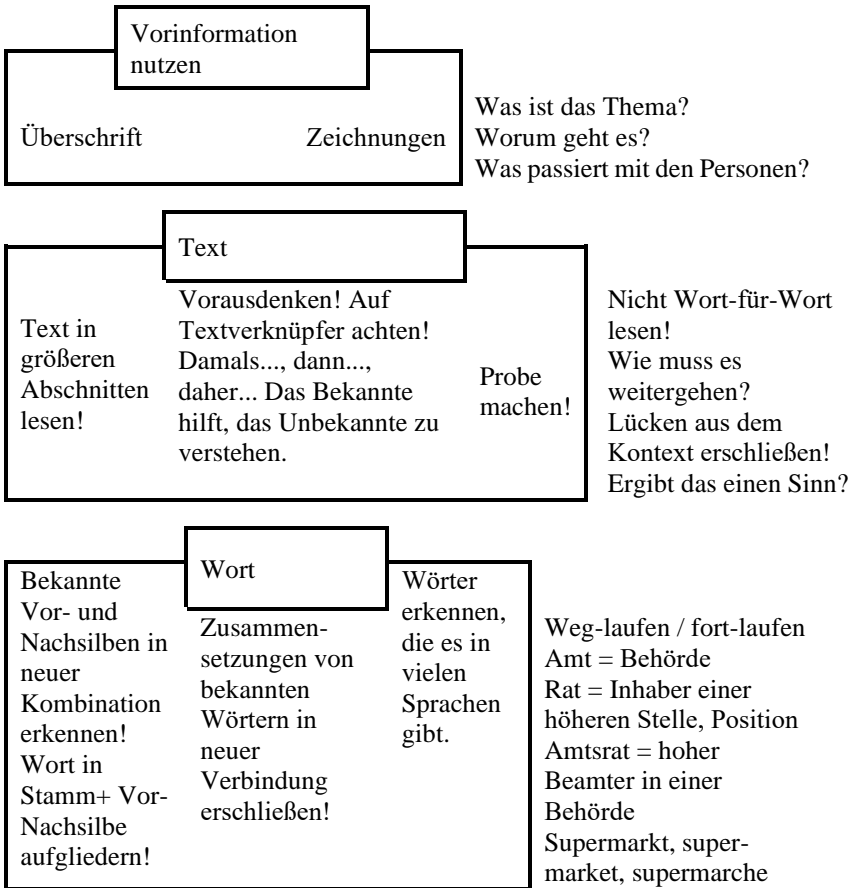 Vorinformation
nutzen
Überschrift
Zeichnungen
Was ist das Thema?
Worum geht es?
Was passiert mit den Personen?
Text
Text in
größeren
Abschnitten
lesen!
Vorausdenken! Auf
Textverknüpfer achten!
Damals..., dann...,
daher... Das Bekannte
hilft, das Unbekannte zu
verstehen.
Probe
machen!
Nicht Wort-für-Wort
lesen!
Wie muss es
weitergehen?
Lücken aus dem
Kontext erschließen!
Ergibt das einen Sinn?
Wort
Bekannte
Vor- und
Nachsilben in
neuer
Kombination
erkennen!
Wort in
Stamm+ Vor-
Nachsilbe
aufgliedern!
Zusammen-
setzungen von
bekannten
Wörtern in
neuer
Verbindung
erschließen!
Wörter
erkennen,
die es in
vielen
Sprachen
gibt.
Weg-laufen / fort-laufen
Amt = Behörde
Rat = Inhaber einer
höheren Stelle, Position
Amtsrat = hoher
Beamter in einer
Behörde
Supermarkt, super-
market, supermarche